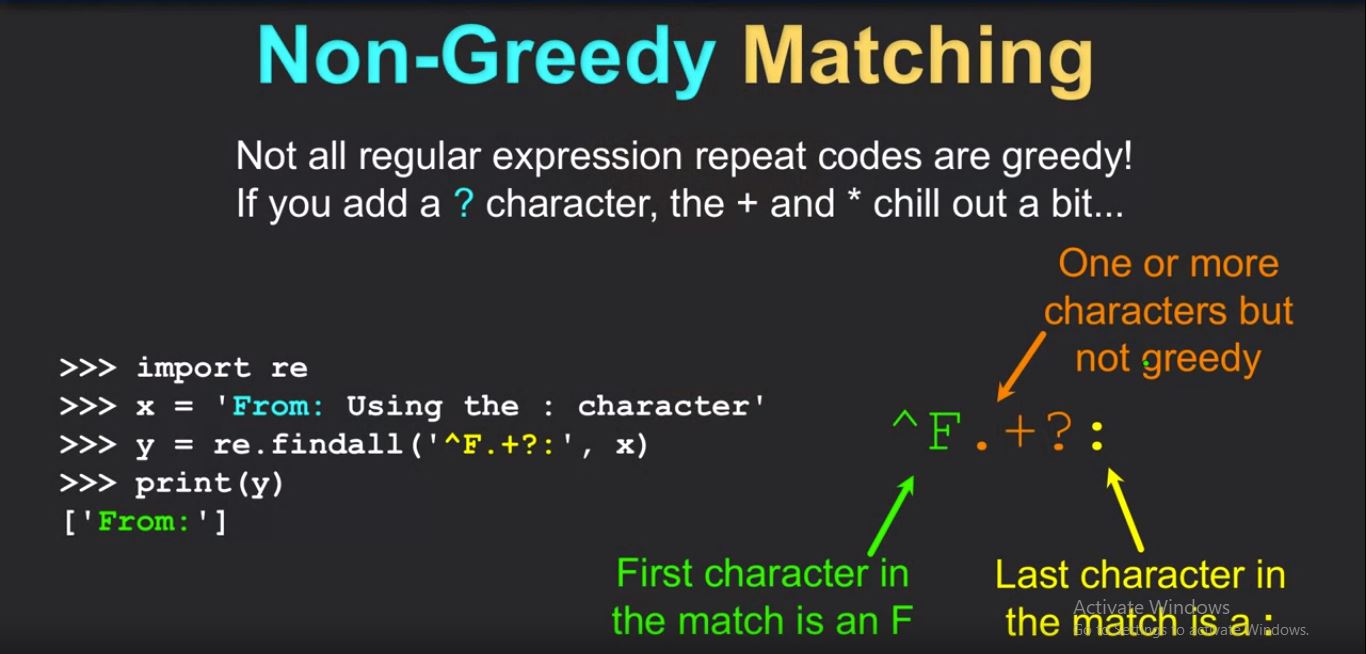 Non-Greedy Matching
Not all regular expression repeat codes are greedy!
If you add a ? character, the + and * chill out a bit...
One or more
characters but
not greedy
>>> import re
>>> x = 'From: Using the : character'
>>> y = re.findall('^F.+?:', x)
>>> print(y)
['From:']
^F.+?:
First character in
the match is an F
Last character in
the match is a :
Activate Windows
Go to Settings to activate Windows.